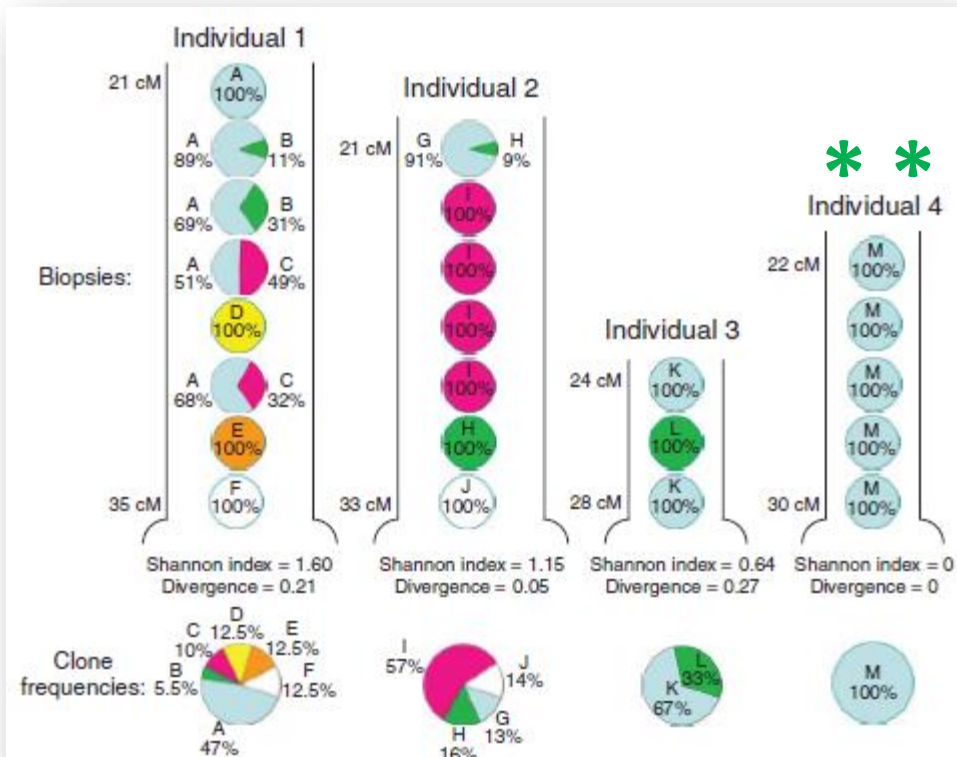 Individual 1
21 cM
A
100%
A
89%
B
11%
A
69%
B
31%
Biopsies:
A
51%
C
49%
D
100%
A
68%
C
32%
E
100%
35 cM
F
100%
Shannon index = 1.60
Divergence = 0.21
Individual 2
21 cM
G
91%
H
9%
I
100%
I
100%
I
100%
I
100%
H
100%
33 cM
J
100%
Shannon index = 1.15
Divergence = 0.05
Individual 3
24 cM
K
100%
L
100%
28 cM
K
100%
Shannon index = 0.64
Divergence = 0.27
* *
Individual 4
22 cM
M
100%
M
100%
M
100%
M
100%
30 cM
M
100%
Shannon index = 0
Divergence = 0
Clone
frequencies:
D
12.5%
C
10%
E
12.5%
B
5.5%
F
12.5%
A
47%
I
57%
J
14%
G
13%
H
16%
L
33%
K
67%
M
100%